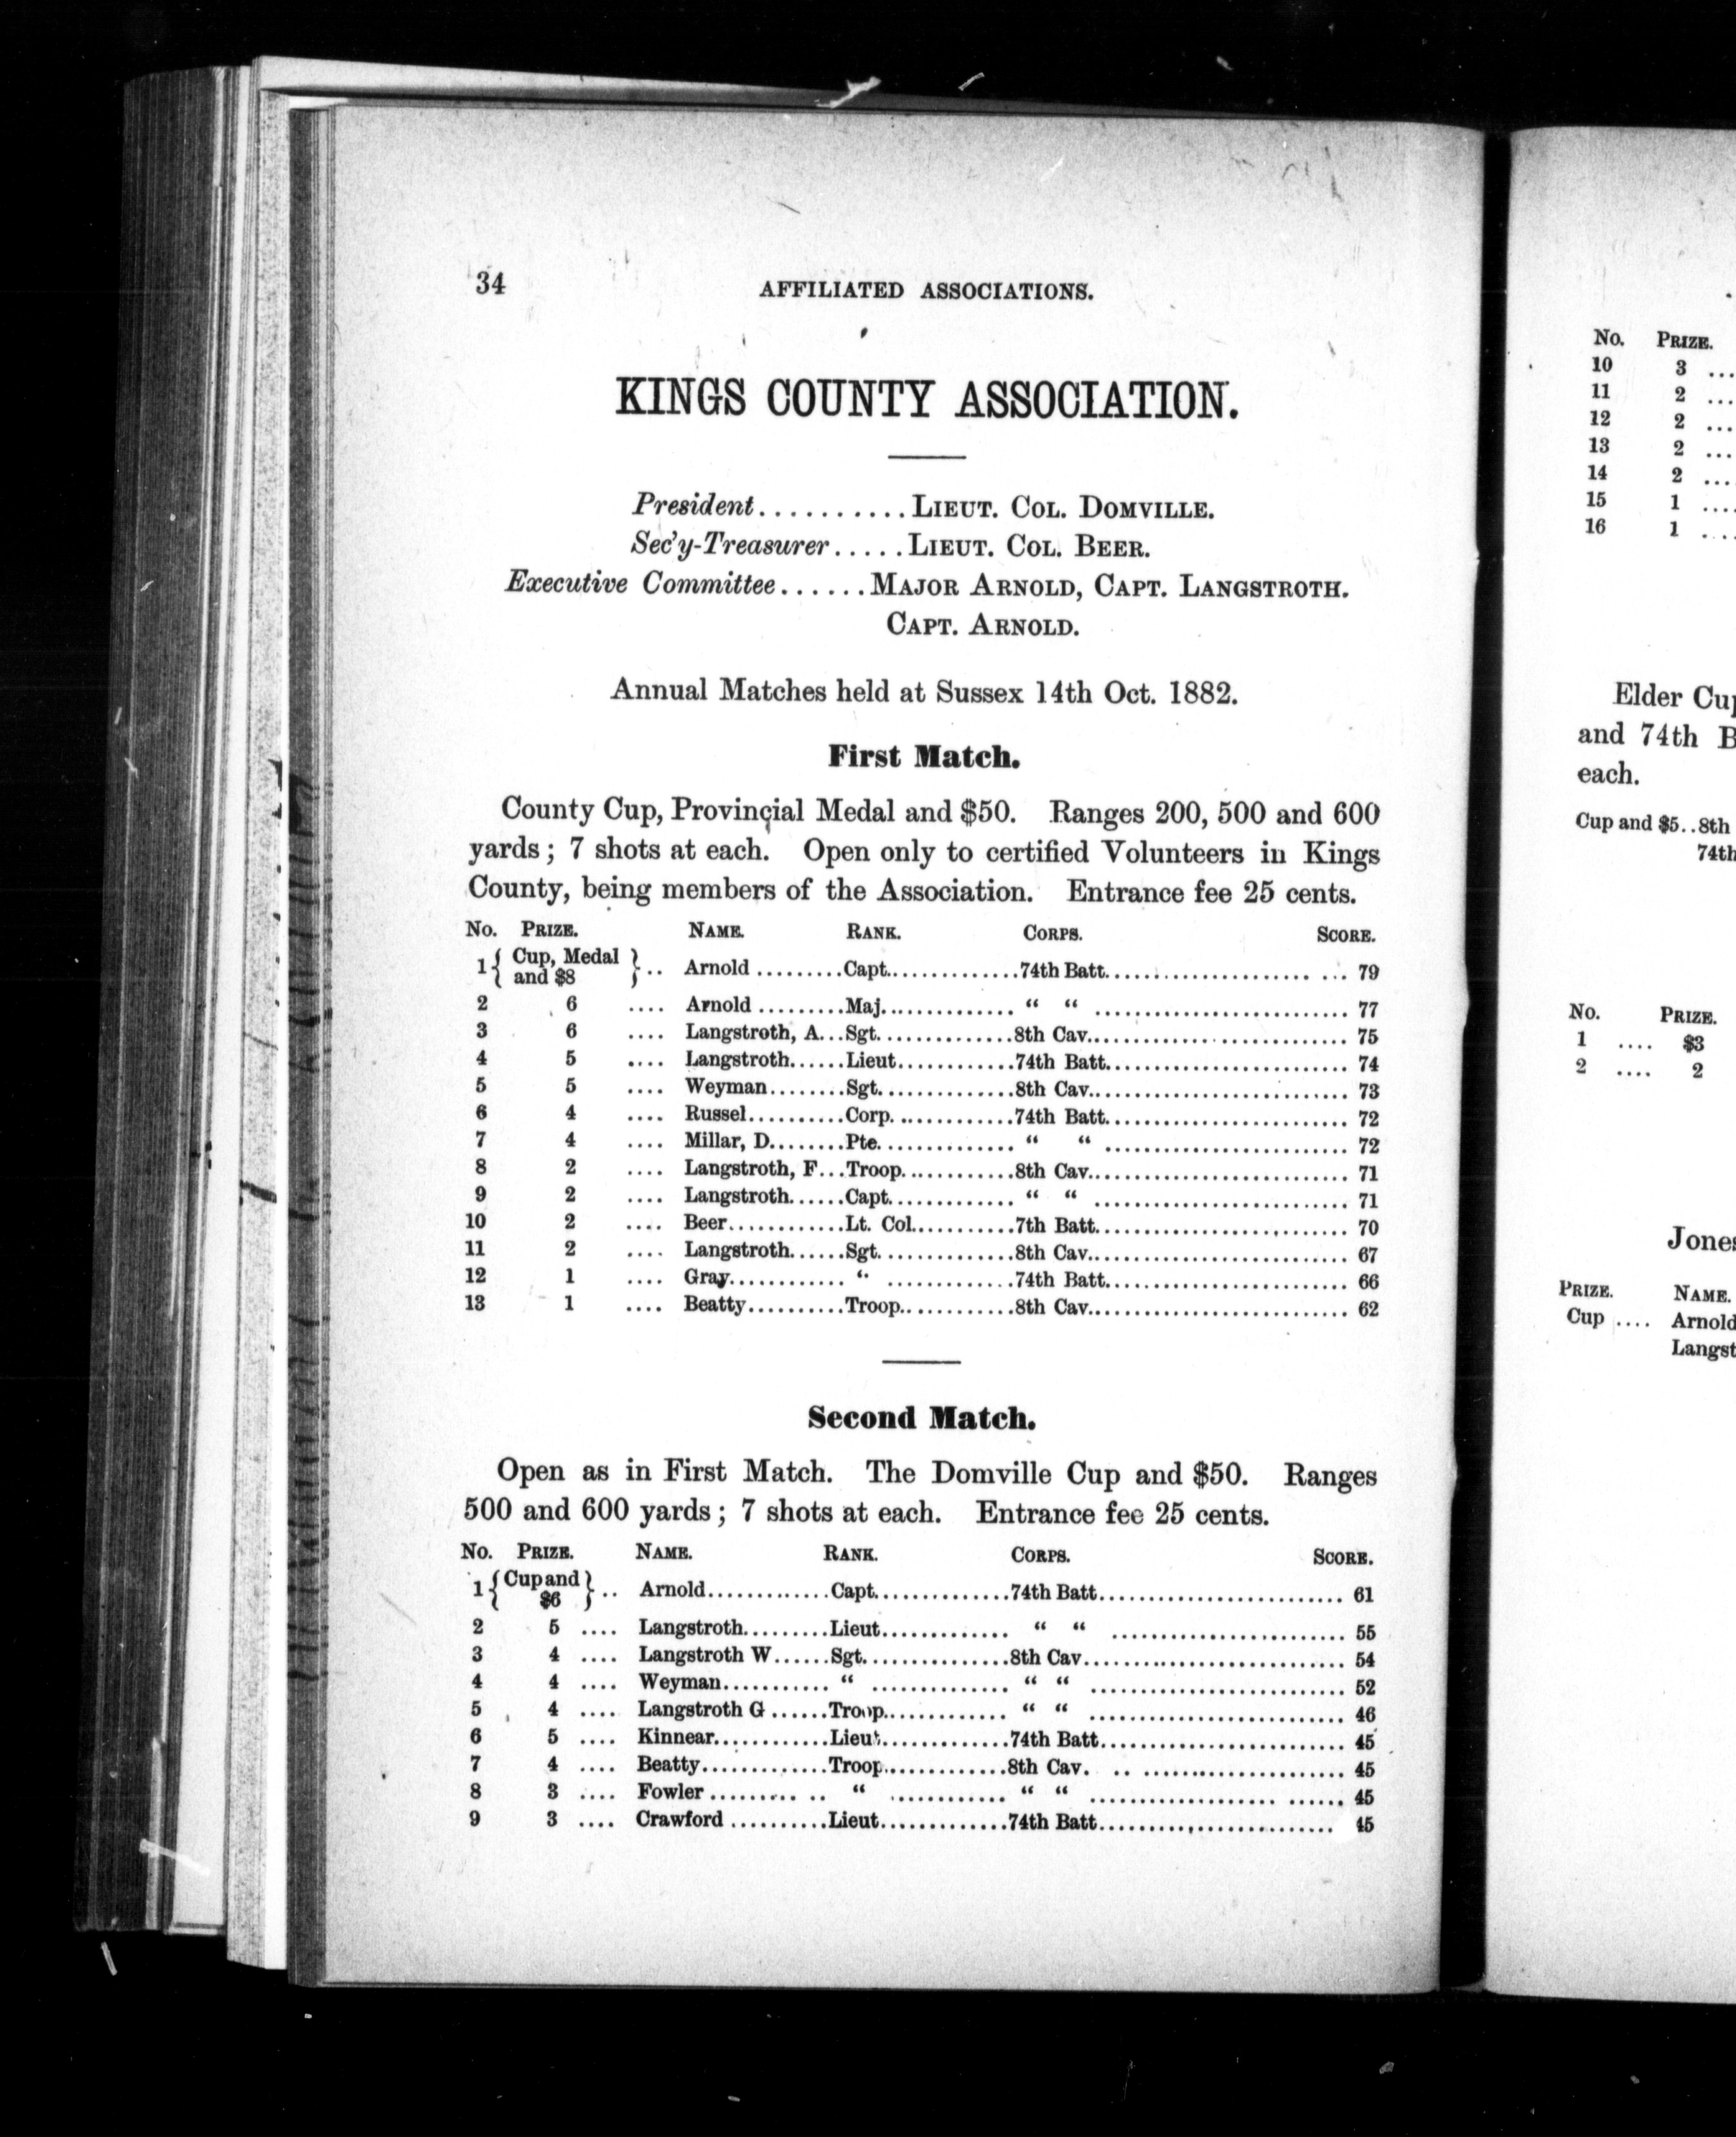 34 AFFILIATED ASSOCIATIONS.
KINGS COUNTY ASSOCIATION.
President.......... LIEUT. COL. DOMVILLE.
Sec'y-Treasurer..... LIEUT. COL. BEER.
Executive Committee...... MAJOR ARNOLD, CAPT. LANGSTROTH.
CAPT. ARNOLD.
Annual Matches held at Sussex 14th Oct. 1882.
First Match.
County Cup, Provincial Medal and $50. Ranges 200, 500 and 600
yards; 7 shots at each. Open only to certified Volunteers in Kings
County, being members of the Association. Entrance fee 25 cents.
No. PRIZE. NAME. RANK. CORPS. SCORE.
1 { Cup, Medal and $8 } .. Arnold ......... Capt. ............ 74th Batt. ............ 79
2 6 .... Arnold ......... Maj. ............ “ “ ............ 77
3 6 .... Langstroth, A... Sgt. ............ 8th Cav. ............ 75
4 5 .... Langstroth...... Lieut. ............ 74th Batt. ............ 74
5 5 .... Weyman........ Sgt. ............ 8th Cav. ............ 73
6 4 .... Russel.......... Corp. ............ 74th Batt. ............ 72
7 4 .... Millar, D........ Pte. ............ “ “ ............ 72
8 2 .... Langstroth, F... Troop. ............ 8th Cav. ............ 71
9 2 .... Langstroth...... Capt. ............ “ “ ............ 71
10 2 .... Beer............ Lt. Col. ............ 7th Batt. ............ 70
11 2 .... Langstroth...... Sgt. ............ 8th Cav. ............ 67
12 1 .... Gray............ “ ............ 74th Batt. ............ 66
13 1 .... Beatty.......... Troop. ............ 8th Cav. ............ 62
Second Match.
Open as in First Match. The Domville Cup and $50. Ranges
500 and 600 yards; 7 shots at each. Entrance fee 25 cents.
No. PRIZE. NAME. RANK. CORPS. SCORE.
1 { Cup and $6 } .. Arnold............ Capt. ............ 74th Batt. ............ 61
2 5 .... Langstroth......... Lieut. ............ “ “ ............ 55
3 4 .... Langstroth W...... Sgt. ............ 8th Cav. ............ 54
4 4 .... Weyman........... “ ............ “ “ ............ 52
5 4 .... Langstroth G ...... Troop. ............ “ “ ............ 46
6 5 .... Kinnear............ Lieut. ............ 74th Batt. ............ 45
7 4 .... Beatty............. Troop. ............ 8th Cav. ............ 45
8 3 .... Fowler ............ “ ............ “ “ ............ 45
9 3 .... Crawford .......... Lieut. ............ 74th Batt. ............ 45
No. PRIZE.
10 3 ...
11 2 ...
12 2 ...
13 2 ...
14 2 ....
15 1 ....
16 1 ....
Elder
and 74th
each.
Cup and $5..8th
74th
No. PRIZE.
1 .... $3
2 .... 2
PRIZE. NAME.
Cup .... Arnold